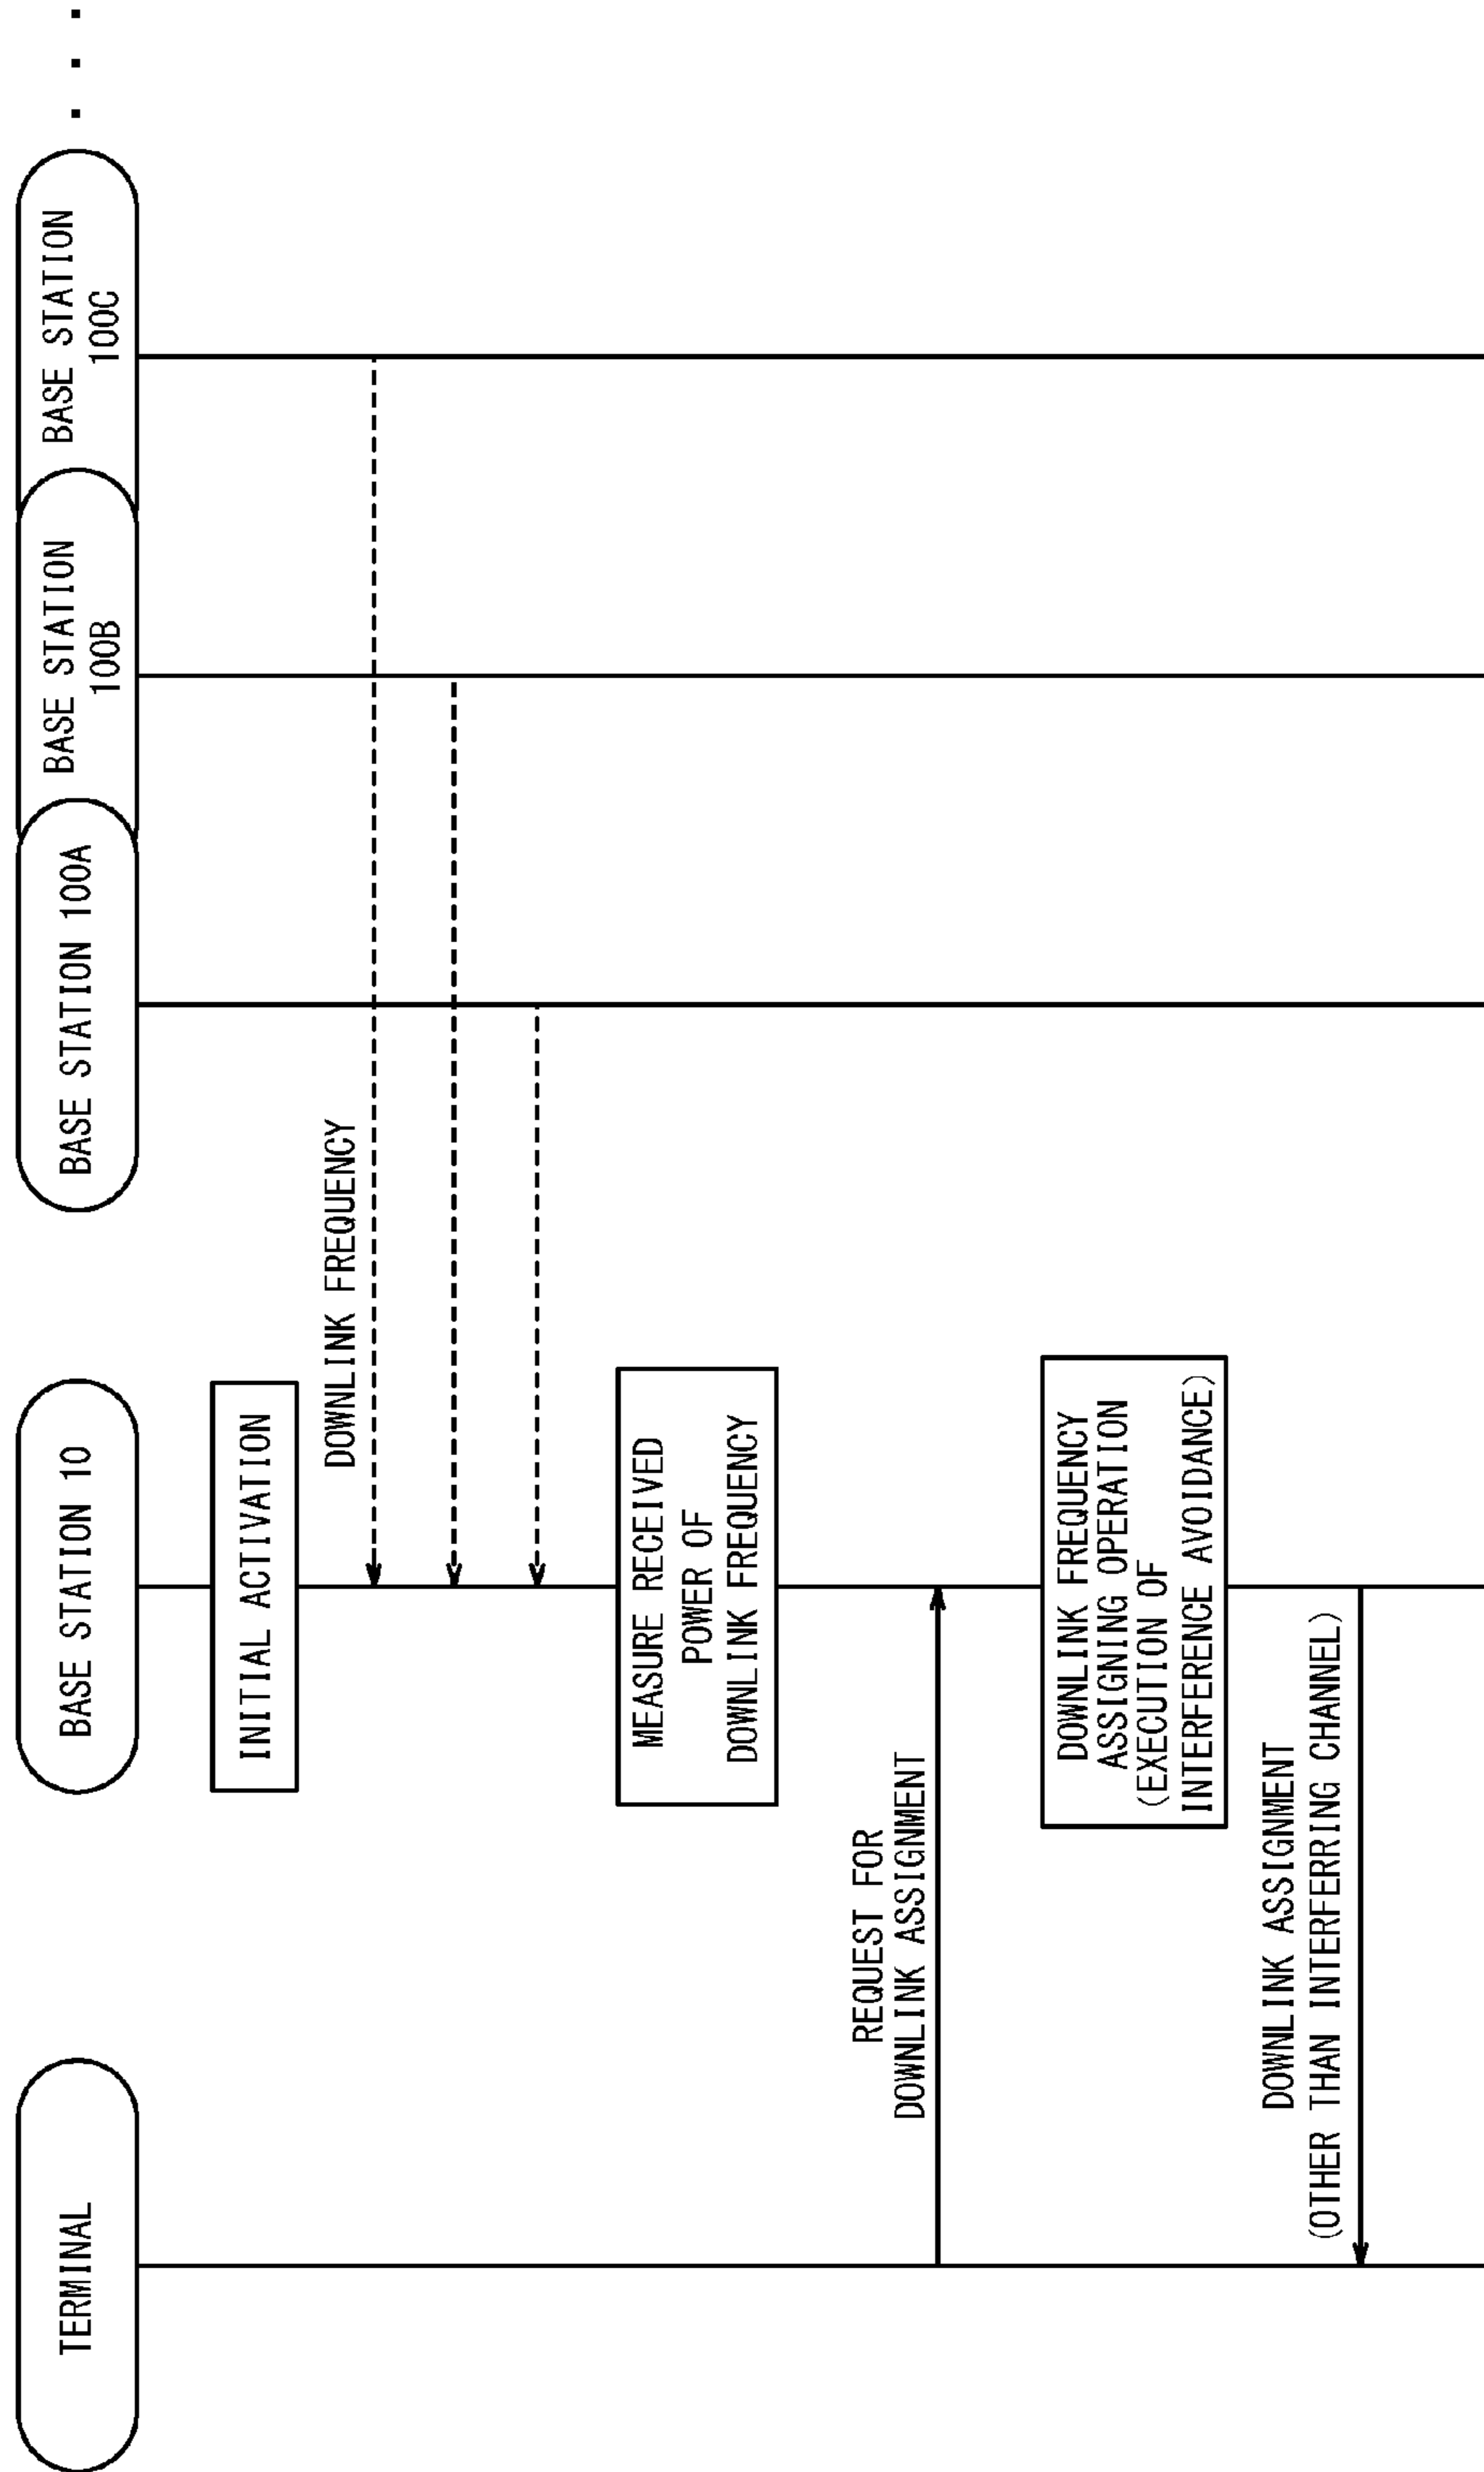 TERMINAL
BASE STATION 10
BASE STATION 100A
BASE STATION
100B
BASE STATION
100C
. . .
INITIAL ACTIVATION
DOWNLINK FREQUENCY
MEASURE RECEIVED
POWER OF
DOWNLINK FREQUENCY
REQUEST FOR
DOWNLINK ASSIGNMENT
DOWNLINK FREQUENCY
ASSIGNING OPERATION
(EXECUTION OF
INTERFERENCE AVOIDANCE)
DOWNLINK ASSIGNMENT
(OTHER THAN INTERFERRING CHANNEL)